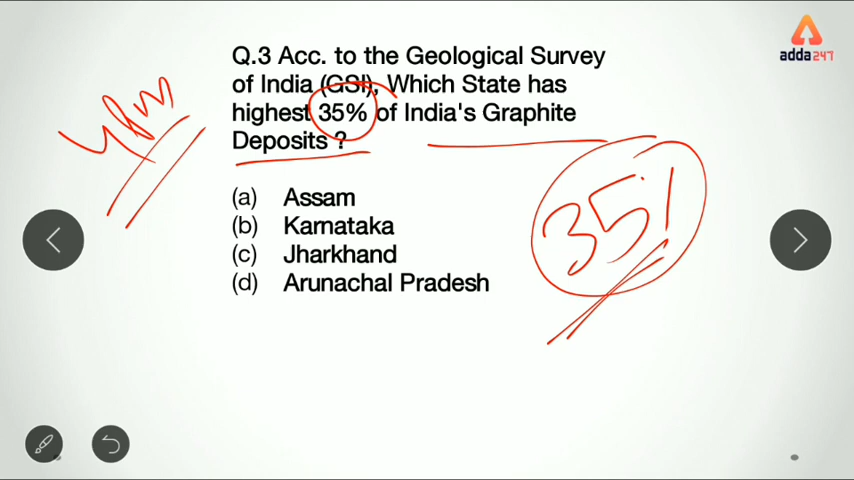 adda247
Q.3 Acc. to the Geological Survey
of India (GSI), Which State has
highest 35% of India's Graphite
Deposits ?
35%
(a) Assam
(b) Karnataka
(c) Jharkhand
(d) Arunachal Pradesh